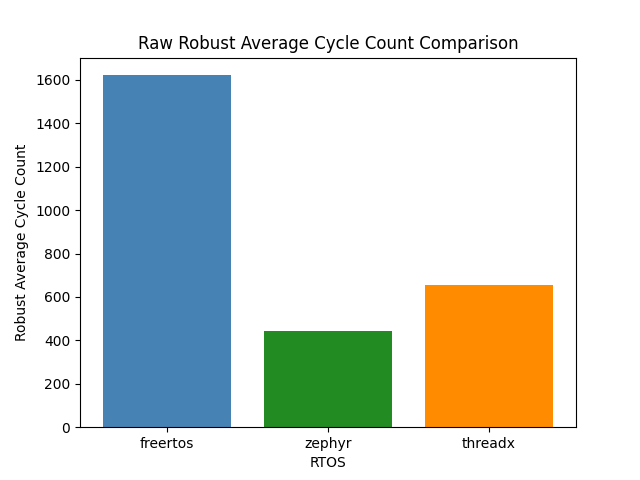 Raw Robust Average Cycle Count Comparison
Robust Average Cycle Count
1600
1400
1200
1000
800
600
400
200
0
freertos zephyr threadx
RTOS